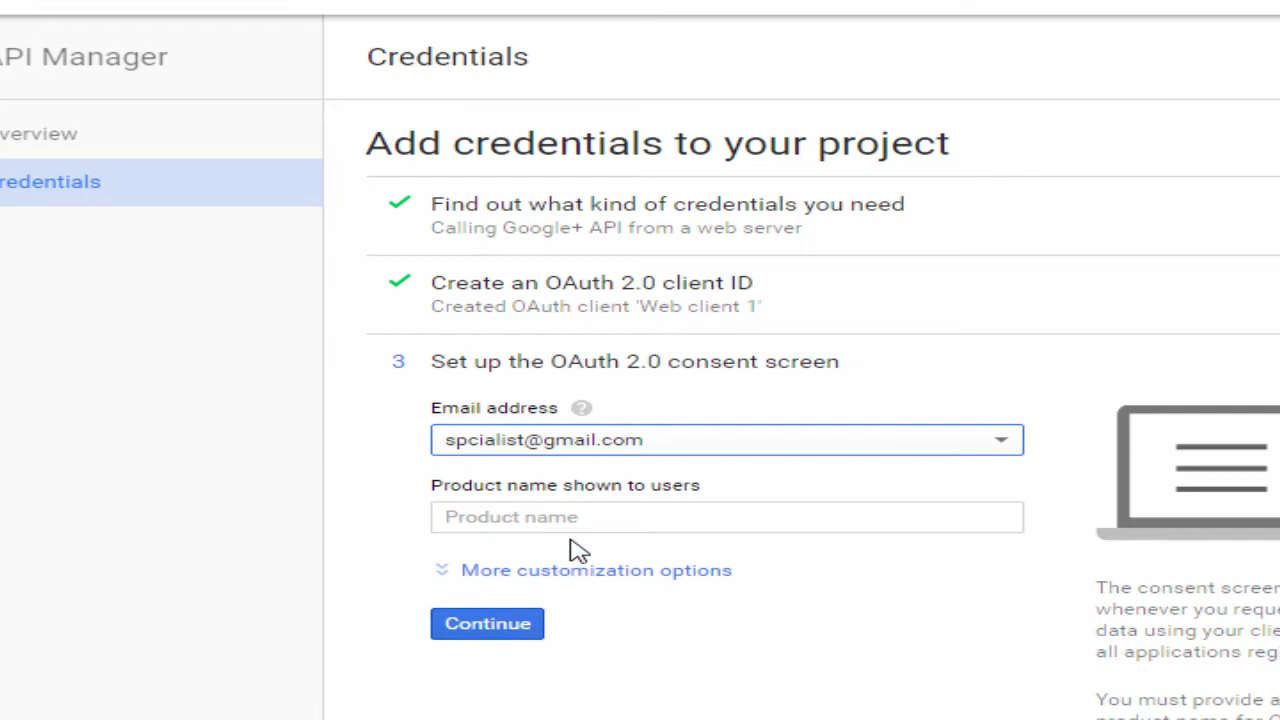 API Manager
Credentials
verview
redentials
Add credentials to your project
Find out what kind of credentials you need
Calling Google+ API from a web server
Create an OAuth 2.0 client ID
Created OAuth client 'Web client 1'
3 Set up the OAuth 2.0 consent screen
Email address ?
spcialist@gmail.com
Product name shown to users
Product name
More customization options
Continue
The consent screen
whenever you reque
data using your clie
all applications regi
You must provide a